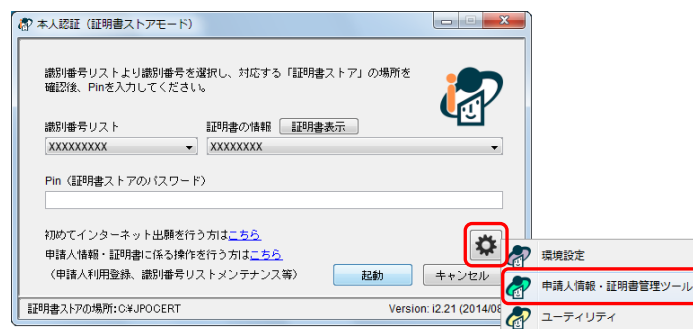 本人認証（証明書ストアモード）
識別番号リストより識別番号を選択し、対応する「証明書ストア」の場所を
確認後、Pinを入力してください。
識別番号リスト 証明書の情報 証明書表示
XXXXXXXXX XXXXXXXX
Pin（証明書ストアのパスワード）
初めてインターネット出願を行う方はこちら
申請人情報・証明書に係る操作を行う方はこちら
（申請人利用登録、識別番号リストメンテナンス等）
起動 キャンセル
証明書ストアの場所:C¥JPOCERT Version: i2.21 (2014/08
環境設定
申請人情報・証明書管理ツール
ユーティリティ